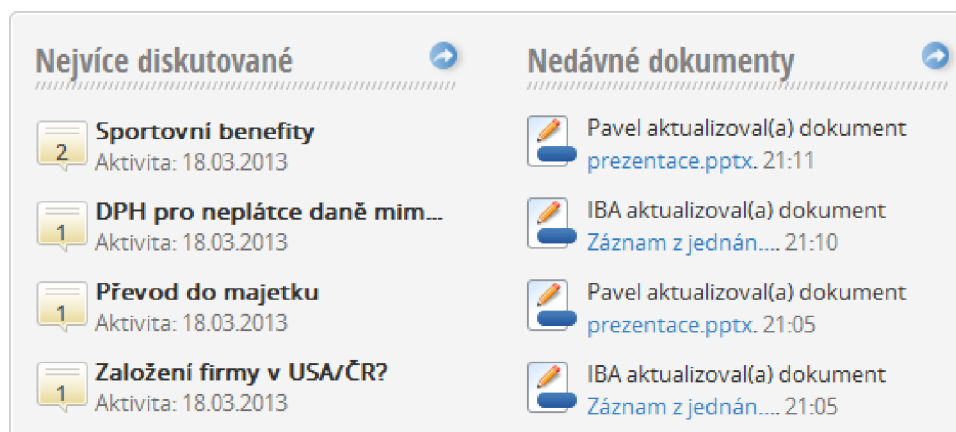 Nejvíce diskutované
2
Sportovní benefity
Aktivita: 18.03.2013
1
DPH pro neplátce daně mim...
Aktivita: 18.03.2013
1
Převod do majetku
Aktivita: 18.03.2013
1
Založení firmy v USA/ČR?
Aktivita: 18.03.2013
Nedávné dokumenty
Pavel aktualizoval(a) dokument
prezentace.pptx. 21:11
IBA aktualizoval(a) dokument
Záznam z jednán.... 21:10
Pavel aktualizoval(a) dokument
prezentace.pptx. 21:05
IBA aktualizoval(a) dokument
Záznam z jednán.... 21:05